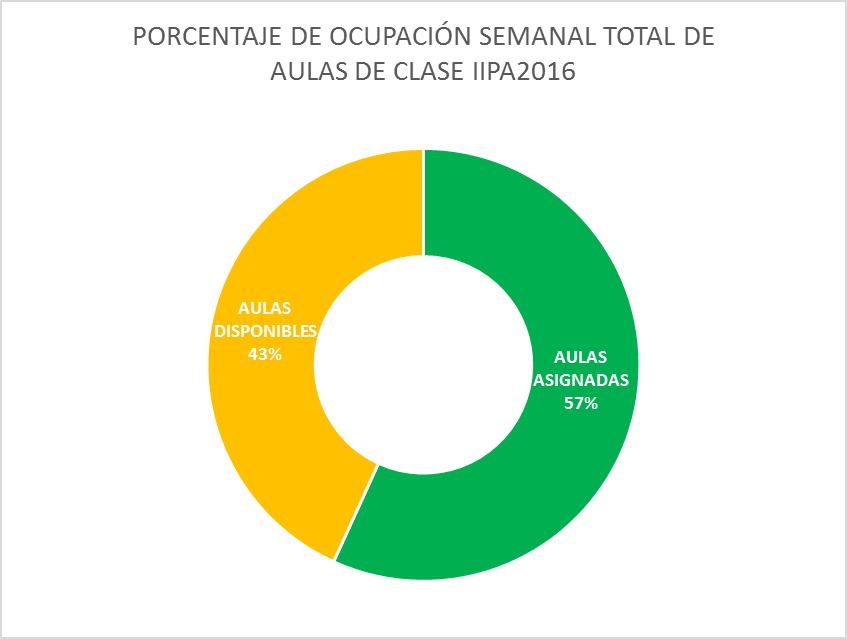 PORCENTAJE DE OCUPACIÓN SEMANAL TOTAL DE
AULAS DE CLASE IIPA2016
AULAS
DISPONIBLES
43%
AULAS
ASIGNADAS
57%